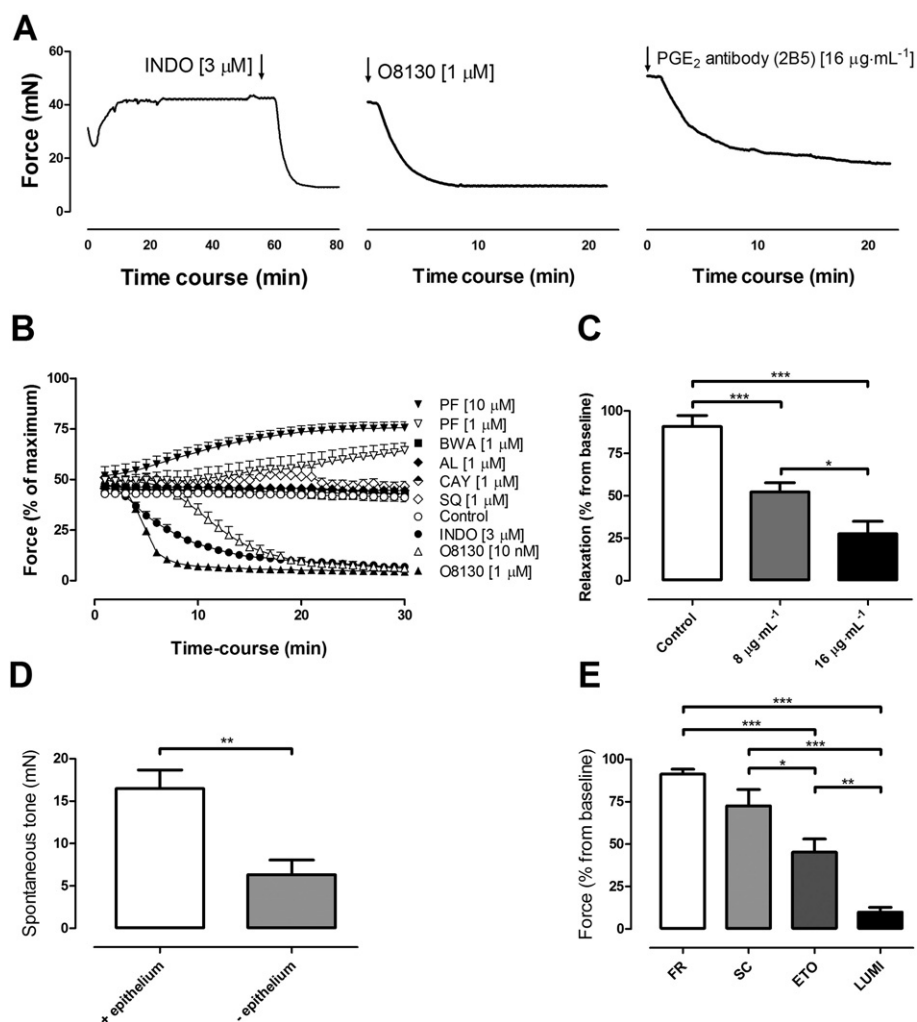 A
INDO [3 µM]
O8130 [1 µM]
PGE₂ antibody (2B5) [16 µg·mL⁻¹]
Force (mN)
60
40
20
0
0 20 40 60 80
0 10 20
0 10 20
Time course (min)
Time course (min)
Time course (min)
B
Force (% of maximum)
100
75
50
25
0
0 10 20 30
Time-course (min)
PF [10 µM]
PF [1 µM]
BWA [1 µM]
AL [1 µM]
CAY [1 µM]
SQ [1 µM]
Control
INDO [3 µM]
O8130 [10 nM]
O8130 [1 µM]
C
Relaxation (% from baseline)
100
75
50
25
0
***
***
*
Control
8 µg·mL⁻¹
16 µg·mL⁻¹
D
Spontaneous tone (mN)
20
15
10
5
0
**
+ epithelium
- epithelium
E
Force (% from baseline)
100
75
50
25
0
***
***
***
*
**
FR
SC
ETO
LUMI